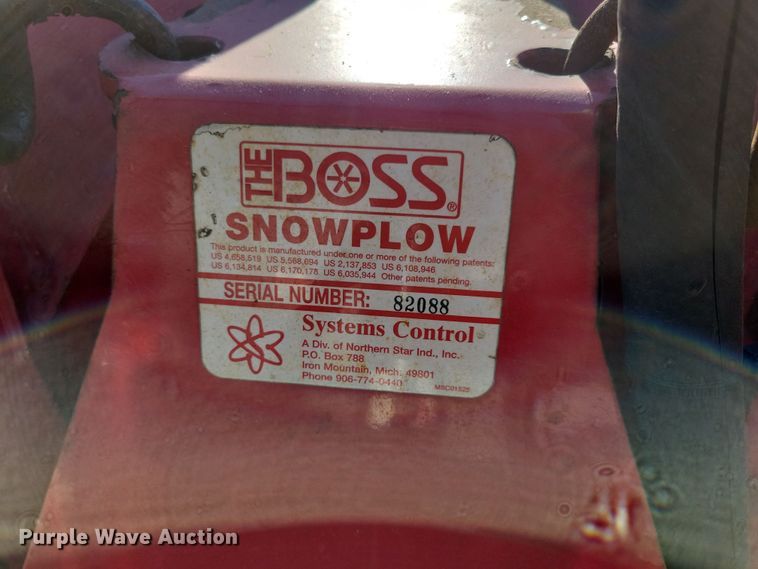 THE BOSS ®
SNOWPLOW
This product is manufactured under one or more of the following patents:
US 4,658,519 US 5,568,694 US 2,137,853 US 6,108,946
US 6,134,814 US 6,170,178 US 6,035,944 Other patents pending.
SERIAL NUMBER: 82088
Systems Control
A Div. of Northern Star Ind., Inc.
P.O. Box 788
Iron Mountain, Mich. 49801
Phone 906-774-0440
MSC01525
Purple Wave Auction